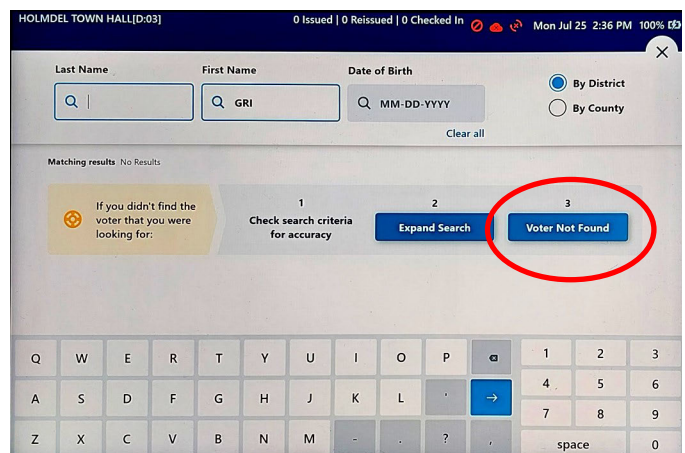 HOLMDEL TOWN HALL[D:03] 0 Issued | 0 Reissued | 0 Checked In Mon Jul 25 2:36 PM 100%
Last Name First Name Date of Birth
GRI MM-DD-YYYY
By District
By County
Clear all
Matching results No Results
If you didn't find the
voter that you were
looking for:
1
Check search criteria
for accuracy
2
Expand Search
3
Voter Not Found
Q W E R T Y U I O P 1 2 3
A S D F G H J K L ' → 4 5 6
7 8 9
Z X C V B N M - . ? , space 0